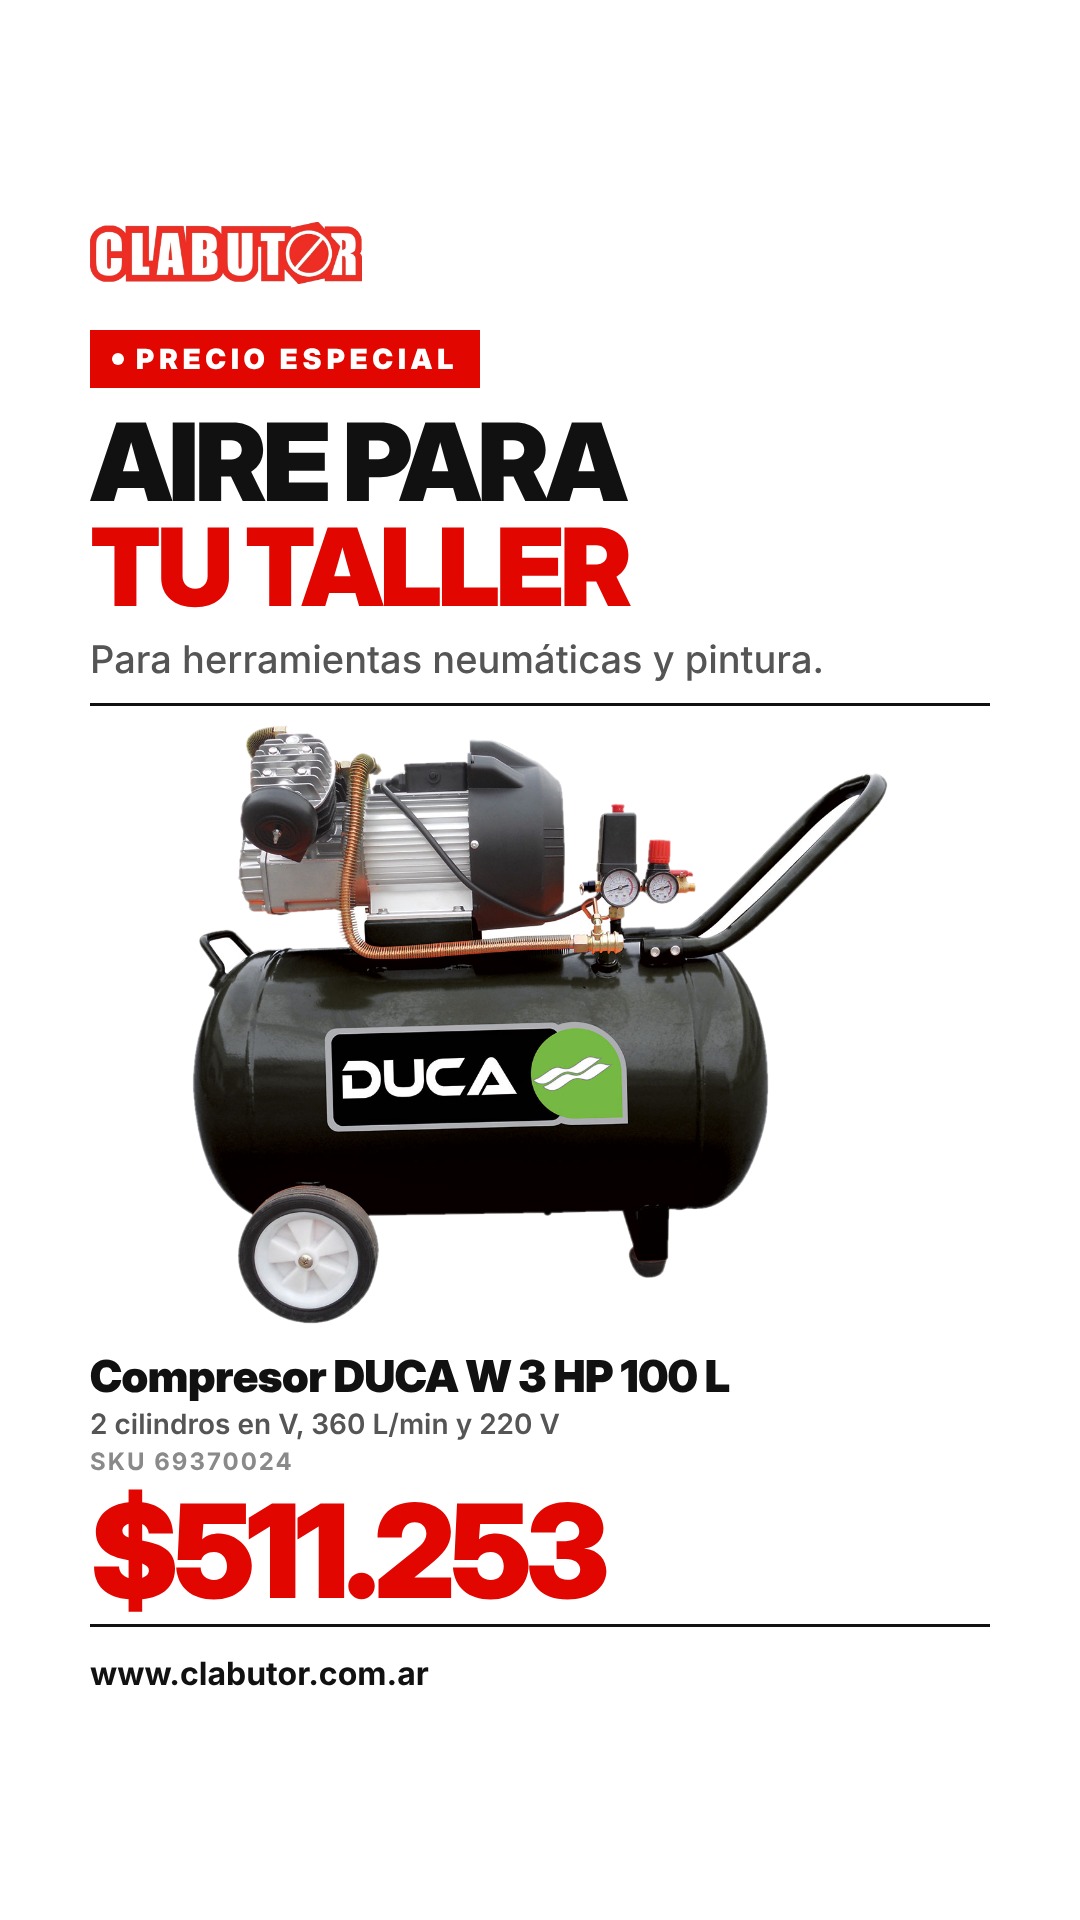 CLABUTOR
• PRECIO ESPECIAL
AIRE PARA
TU TALLER
Para herramientas neumáticas y pintura.
DUCA
Compresor DUCA W 3 HP 100 L
2 cilindros en V, 360 L/min y 220 V
SKU 69370024
$511.253
www.clabutor.com.ar